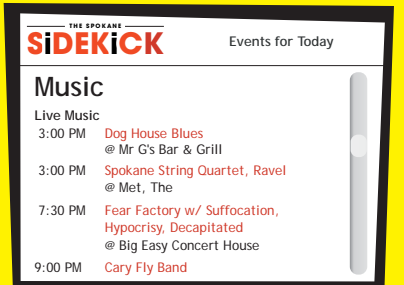 THE SPOKANE
SiDEKiCK
Events for Today
Music
Live Music
3:00 PM Dog House Blues
@ Mr G's Bar & Grill
3:00 PM Spokane String Quartet, Ravel
@ Met, The
7:30 PM Fear Factory w/ Suffocation,
Hypocrisy, Decapitated
@ Big Easy Concert House
9:00 PM Cary Fly Band